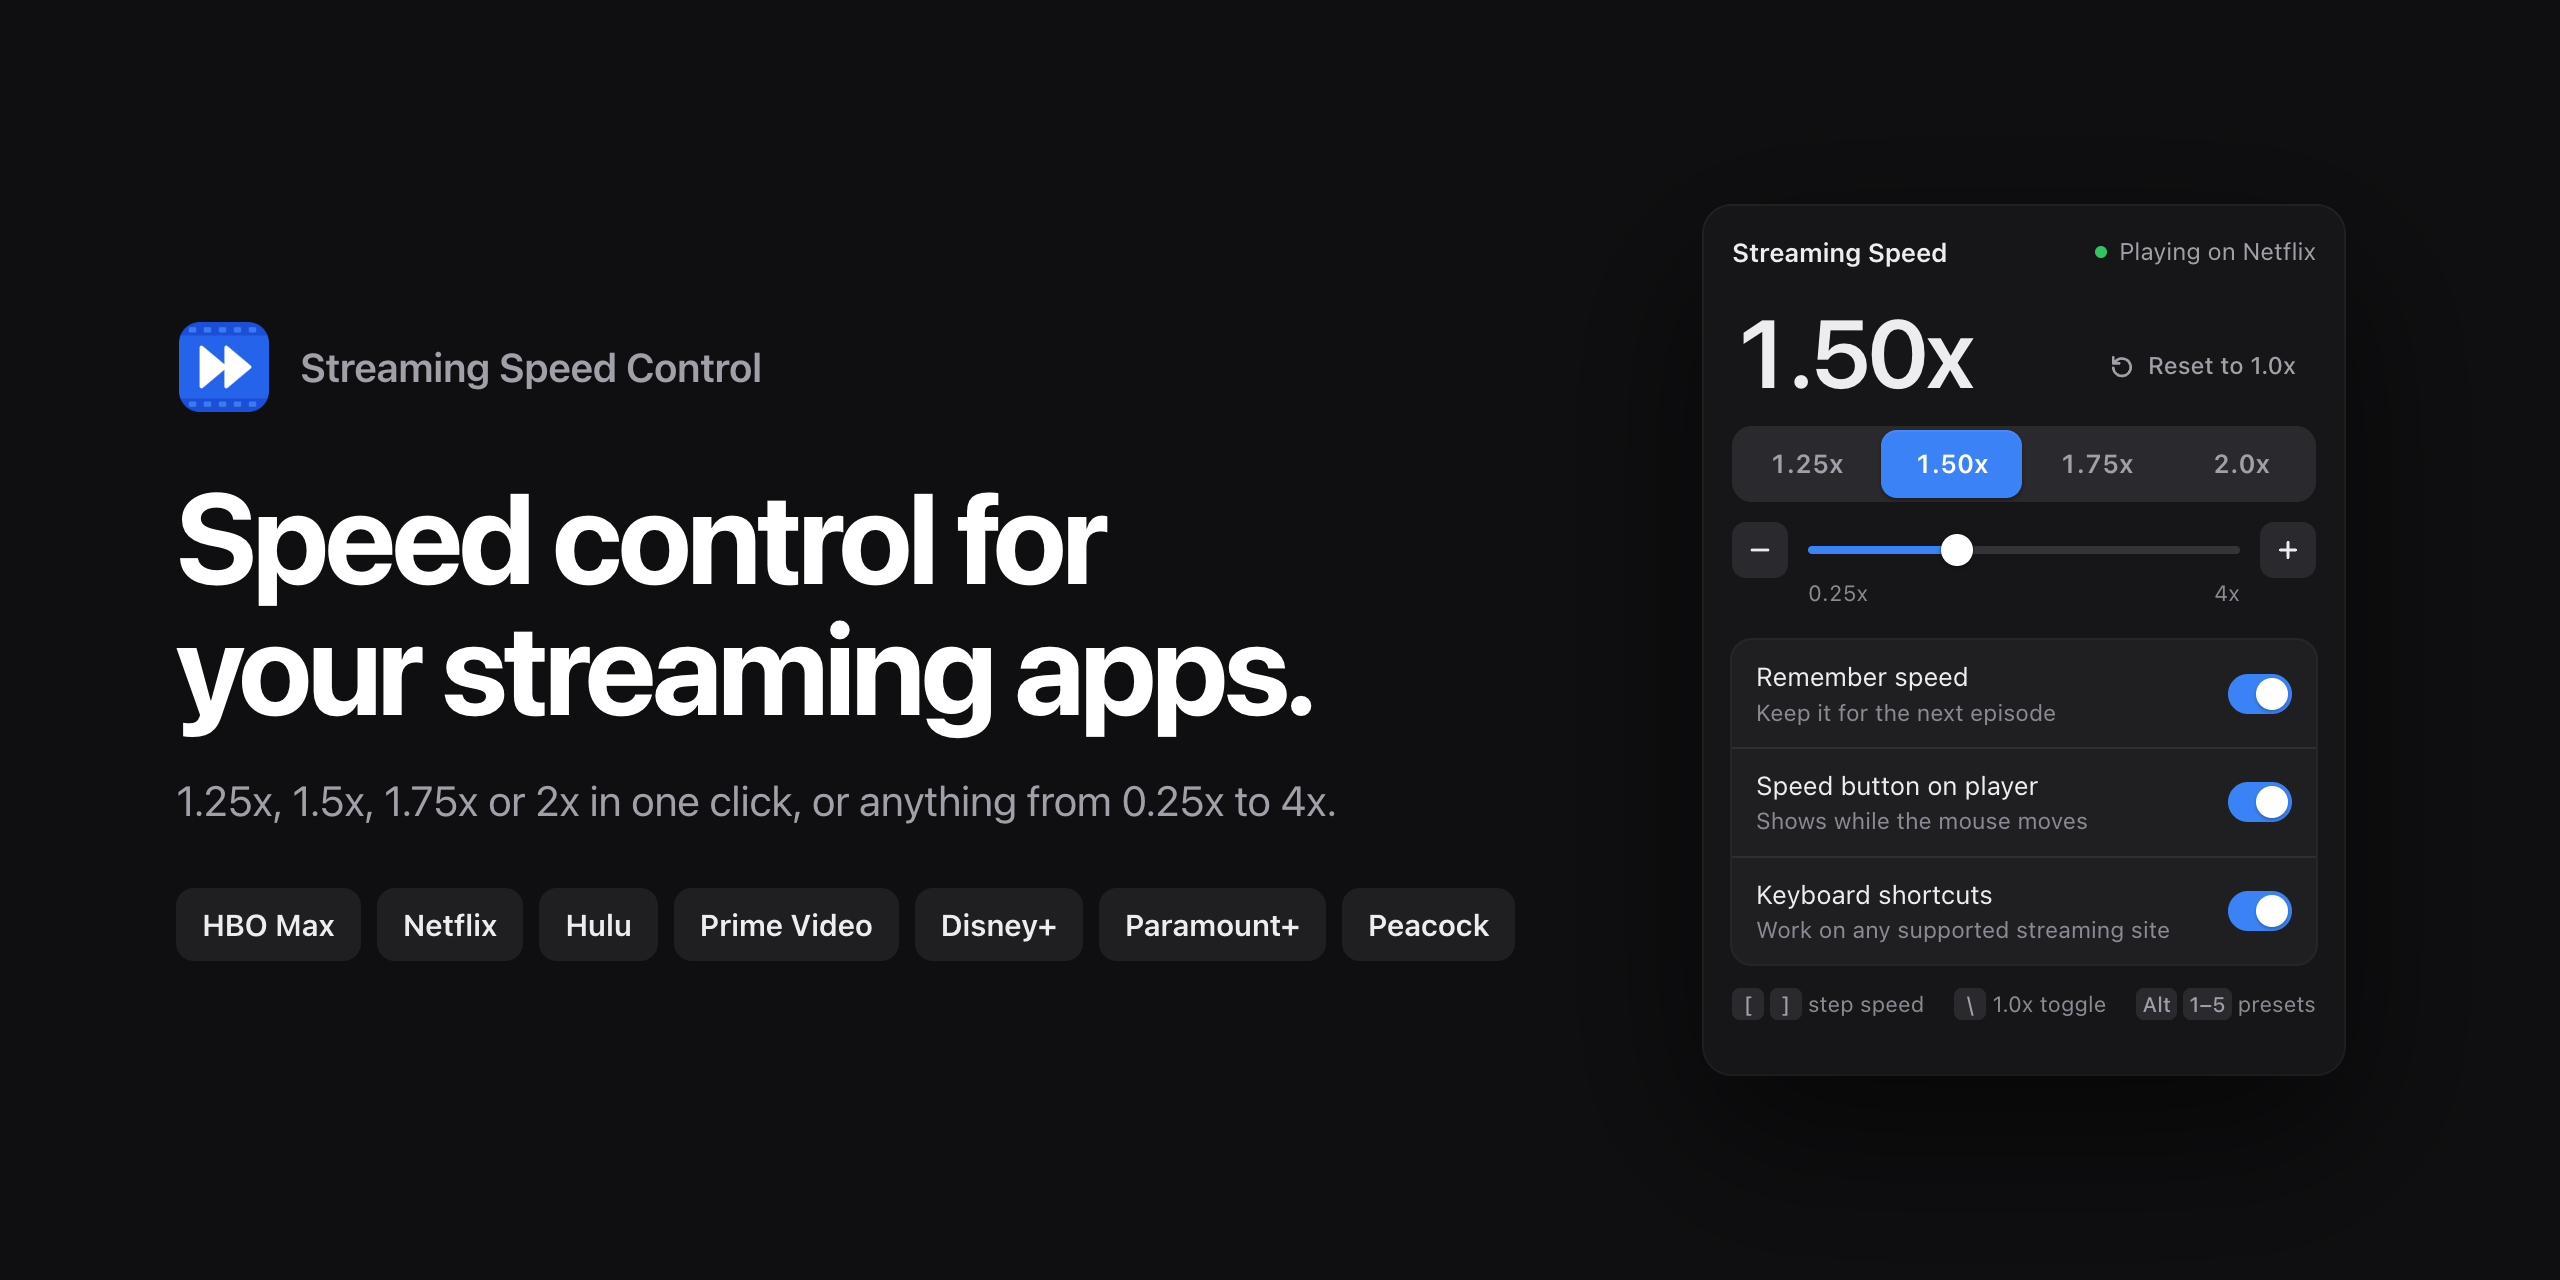 Streaming Speed Control
Speed control for
your streaming apps.
1.25x, 1.5x, 1.75x or 2x in one click, or anything from 0.25x to 4x.
HBO Max Netflix Hulu Prime Video Disney+ Paramount+ Peacock
Streaming Speed Playing on Netflix
1.50x Reset to 1.0x
1.25x 1.50x 1.75x 2.0x
− +
0.25x 4x
Remember speed
Keep it for the next episode
Speed button on player
Shows while the mouse moves
Keyboard shortcuts
Work on any supported streaming site
[ ] step speed \ 1.0x toggle Alt 1–5 presets